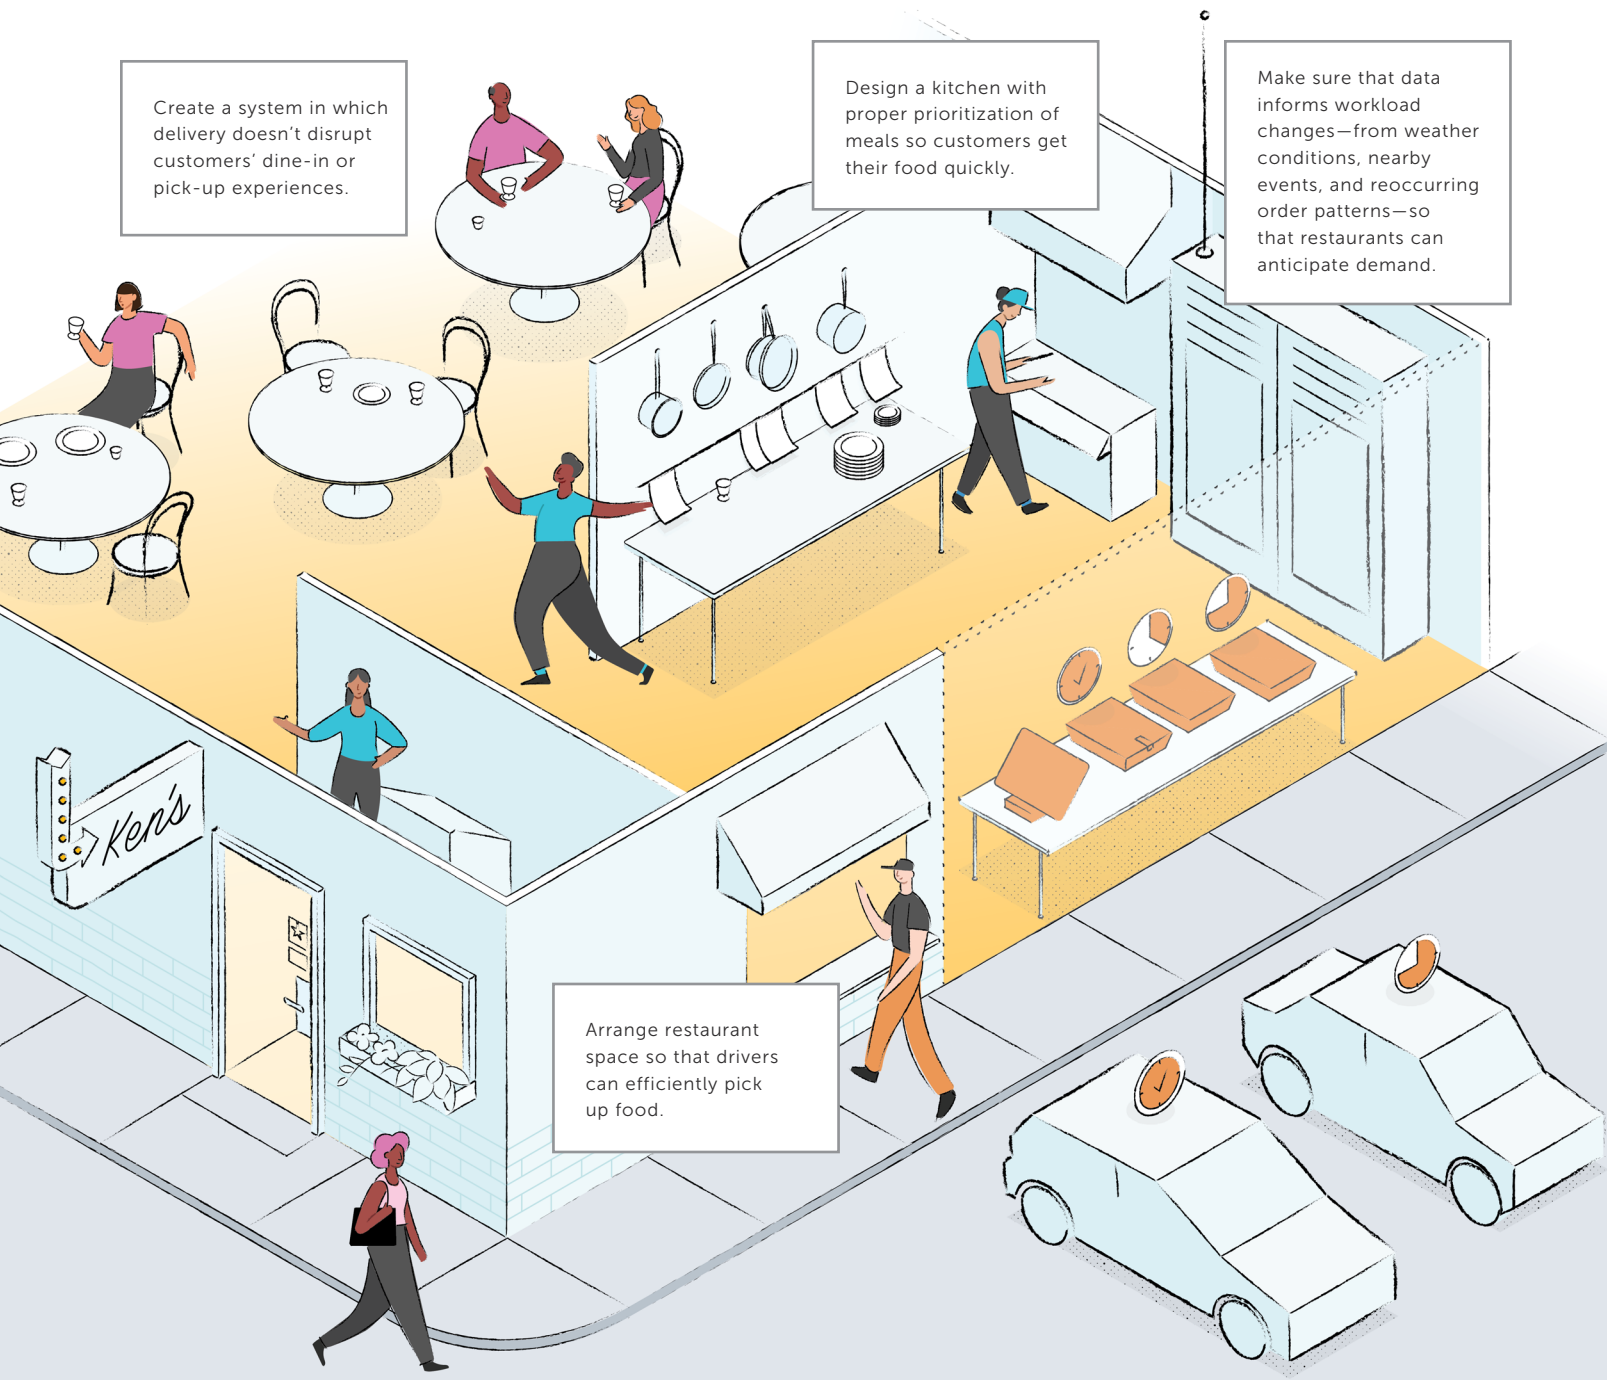 Create a system in which
delivery doesn’t disrupt
customers’ dine-in or
pick-up experiences.
Design a kitchen with
proper prioritization of
meals so customers get
their food quickly.
Make sure that data
informs workload
changes—from weather
conditions, nearby
events, and reoccurring
order patterns—so
that restaurants can
anticipate demand.
Ken's
Arrange restaurant
space so that drivers
can efficiently pick
up food.